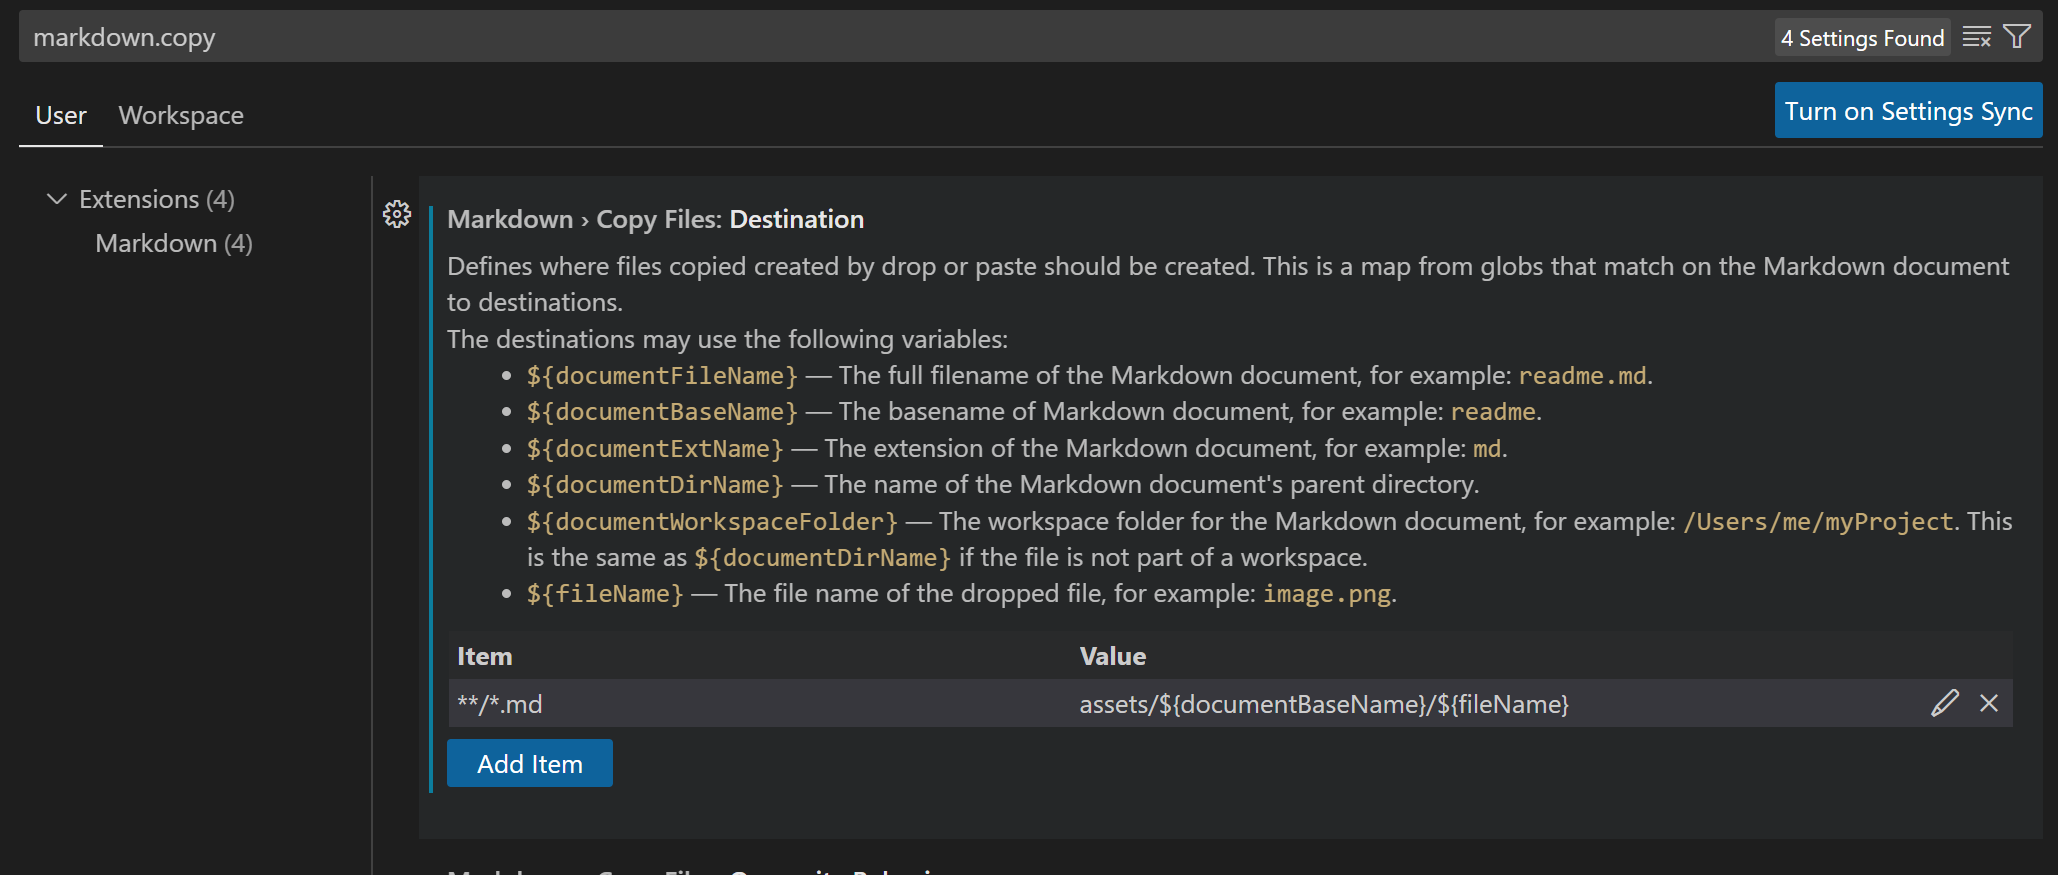 markdown.copy
4 Settings Found
User
Workspace
Turn on Settings Sync
Extensions (4)
Markdown (4)
Markdown › Copy Files: Destination
Defines where files copied created by drop or paste should be created. This is a map from globs that match on the Markdown document
to destinations.
The destinations may use the following variables:
• ${documentFileName} — The full filename of the Markdown document, for example: readme.md.
• ${documentBaseName} — The basename of Markdown document, for example: readme.
• ${documentExtName} — The extension of the Markdown document, for example: md.
• ${documentDirName} — The name of the Markdown document's parent directory.
• ${documentWorkspaceFolder} — The workspace folder for the Markdown document, for example: /Users/me/myProject. This
is the same as ${documentDirName} if the file is not part of a workspace.
• ${fileName} — The file name of the dropped file, for example: image.png.
Item Value
**/*.md assets/${documentBaseName}/${fileName}
Add Item